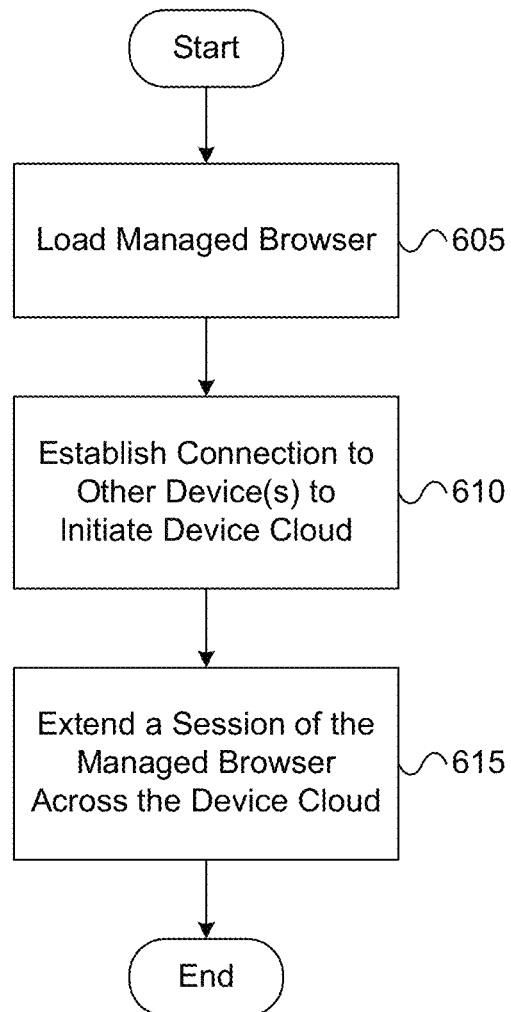 Start
Load Managed Browser
605
Establish Connection to
Other Device(s) to
Initiate Device Cloud
610
Extend a Session of the
Managed Browser
Across the Device Cloud
615
End